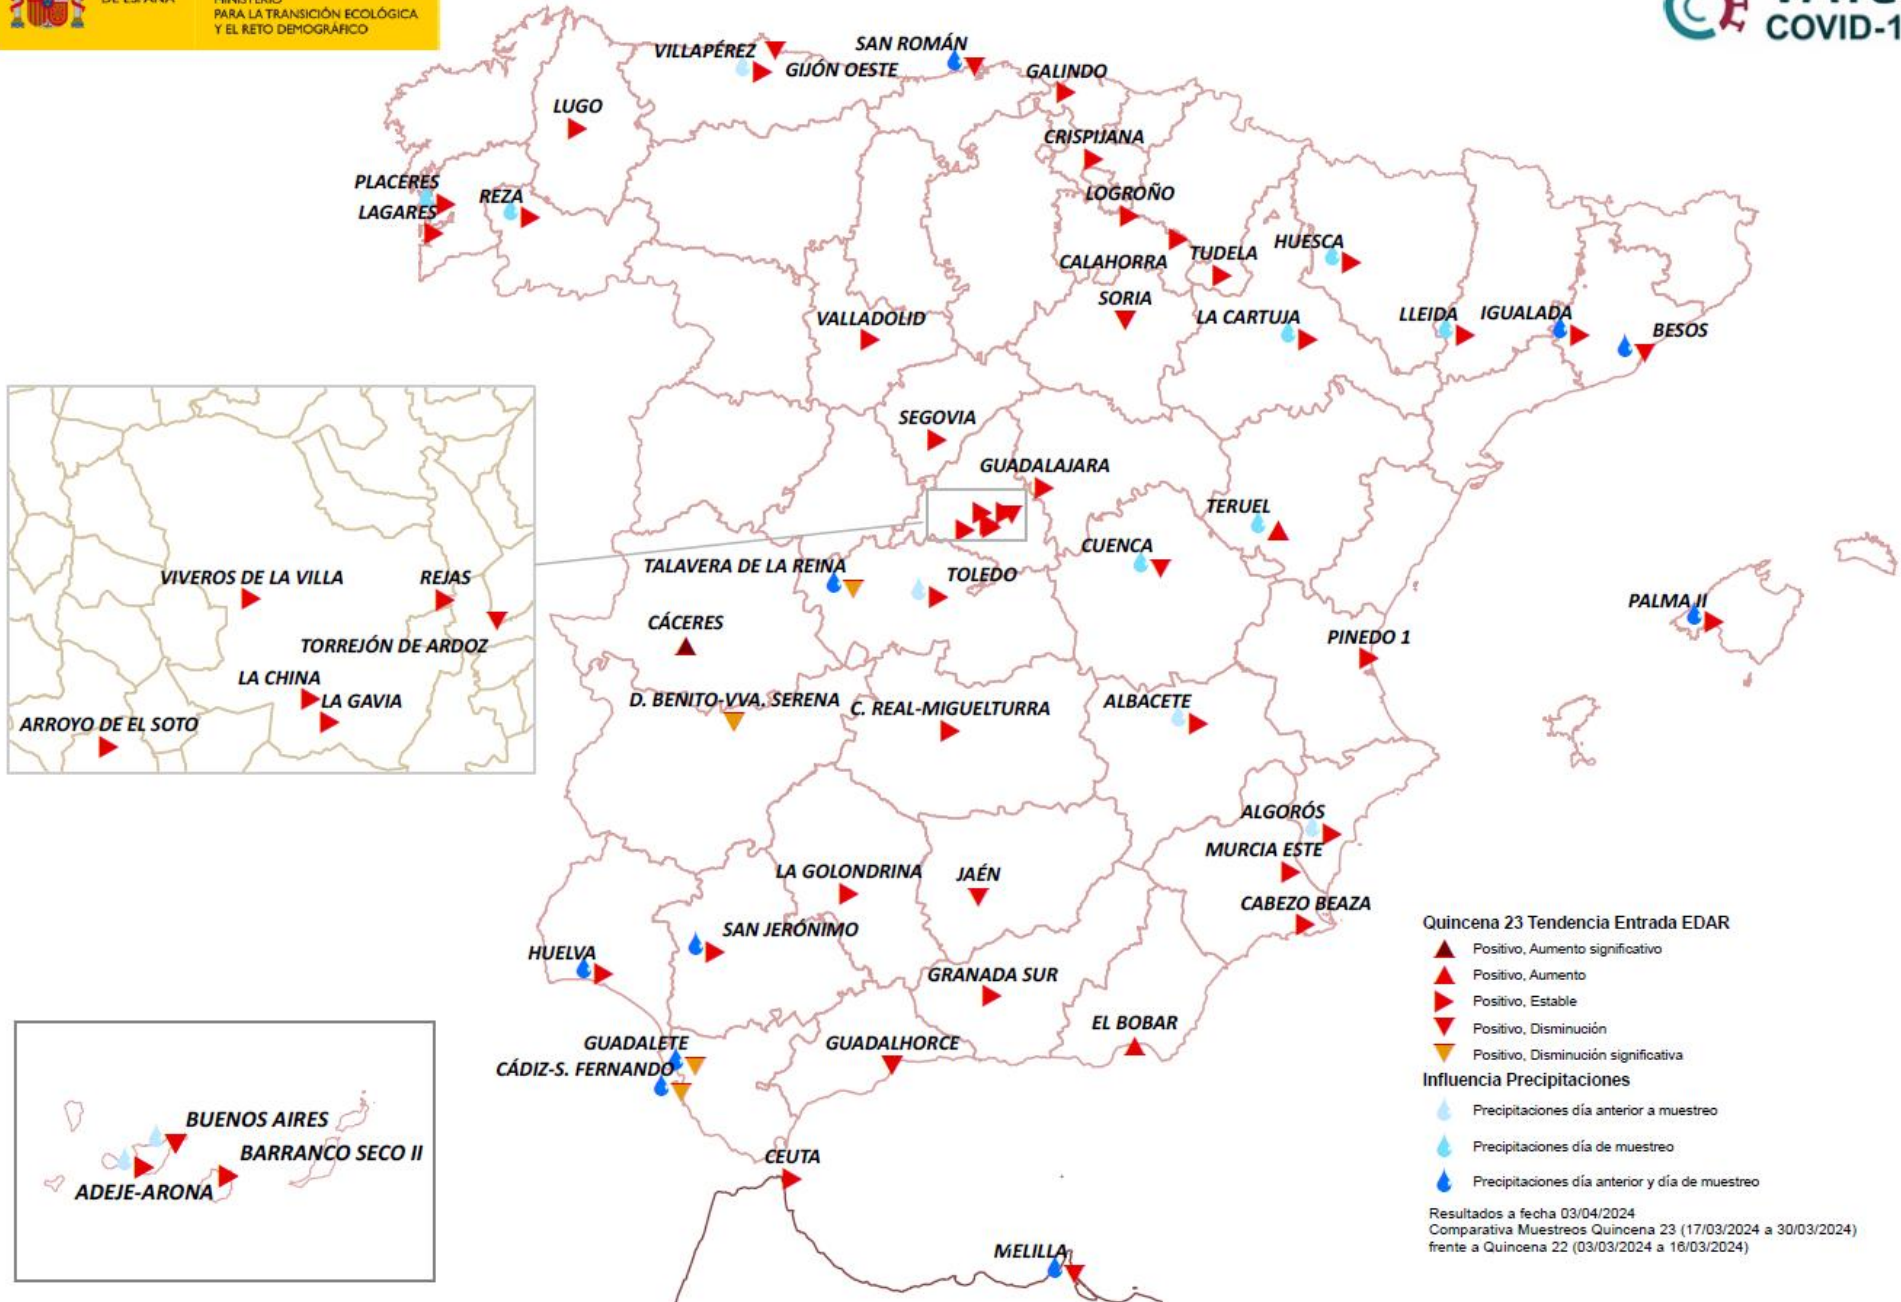 PARA LA TRANSICIÓN ECOLÓGICA
Y EL RETO DEMOGRÁFICO
COVID-1
VILLAPÉREZ
SAN ROMÁN
GIJÓN OESTE
GALINDO
LUGO
CRISPIJANA
PLACERES
REZA
LOGROÑO
LAGARES
HUESCA
TUDELA
CALAHORRA
SORIA
VALLADOLID
LA CARTUJA
LLEIDA
IGUALADA
BESOS
SEGOVIA
GUADALAJARA
TERUEL
CUENCA
TALAVERA DE LA REINA
TOLEDO
VIVEROS DE LA VILLA
REJAS
PALMA II
CÁCERES
PINEDO 1
TORREJÓN DE ARDOZ
LA CHINA
LA GAVIA
D. BENITO-VVA. SERENA
C. REAL-MIGUELTURRA
ALBACETE
ARROYO DE EL SOTO
ALGORÓS
MURCIA ESTE
LA GOLONDRINA
JAÉN
CABEZO BEAZA
SAN JERÓNIMO
HUELVA
GRANADA SUR
EL BOBAR
GUADALETE
GUADALHORCE
CÁDIZ-S. FERNANDO
BUENOS AIRES
BARRANCO SECO II
ADEJE-ARONA
CEUTA
MELILLA
Quincena 23 Tendencia Entrada EDAR
Positivo, Aumento significativo
Positivo, Aumento
Positivo, Estable
Positivo, Disminución
Positivo, Disminución significativa
Influencia Precipitaciones
Precipitaciones día anterior a muestreo
Precipitaciones día de muestreo
Precipitaciones día anterior y día de muestreo
Resultados a fecha 03/04/2024
Comparativa Muestreos Quincena 23 (17/03/2024 a 30/03/2024)
frente a Quincena 22 (03/03/2024 a 16/03/2024)